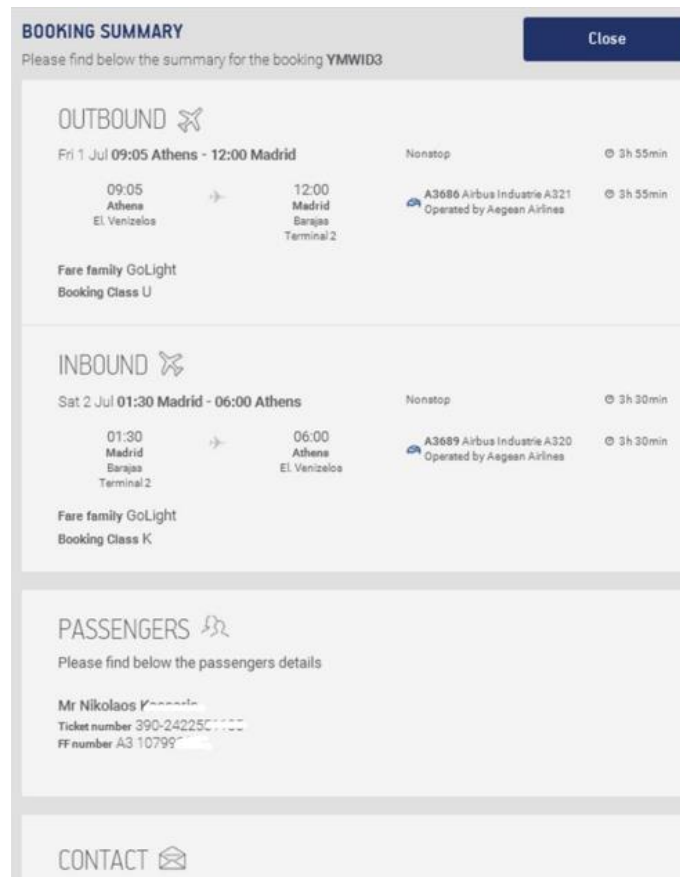 BOOKING SUMMARY
Close
Please find below the summary for the booking YMWID3
OUTBOUND
Fri 1 Jul 09:05 Athens - 12:00 Madrid
Nonstop
3h 55min
09:05
Athens
El. Venizelos
12:00
Madrid
Barajas
Terminal 2
A3686 Airbus Industrie A321
Operated by Aegean Airlines
3h 55min
Fare family GoLight
Booking Class U
INBOUND
Sat 2 Jul 01:30 Madrid - 06:00 Athens
Nonstop
3h 30min
01:30
Madrid
Barajas
Terminal 2
06:00
Athens
El. Venizelos
A3689 Airbus Industrie A320
Operated by Aegean Airlines
3h 30min
Fare family GoLight
Booking Class K
PASSENGERS
Please find below the passengers details
Mr Nikolaos
Ticket number
FF number A3
CONTACT